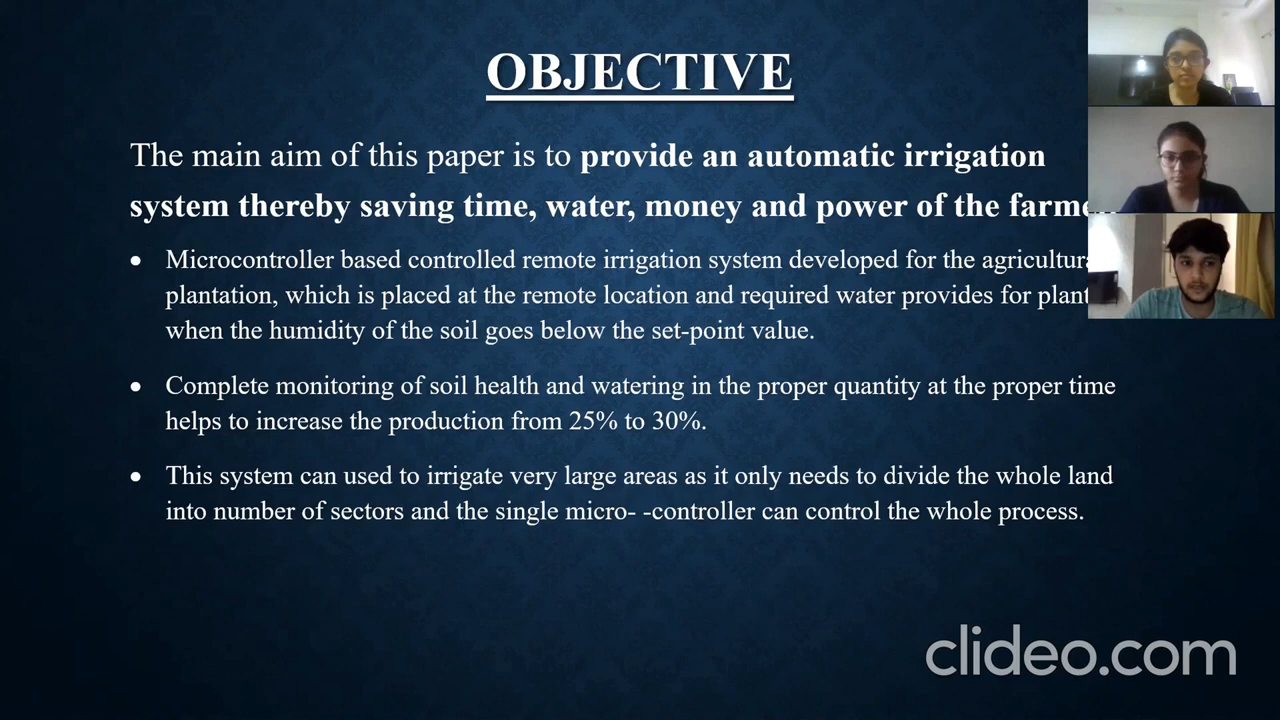 OBJECTIVE
The main aim of this paper is to provide an automatic irrigation
system thereby saving time, water, money and power of the
• Microcontroller based controlled remote irrigation system developed for the
plantation, which is placed at the remote location and required water provides for
when the humidity of the soil goes below the set-point value.
• Complete monitoring of soil health and watering in the proper quantity at the proper time
helps to increase the production from 25% to 30%.
• This system can used to irrigate very large areas as it only needs to divide the whole land
into number of sectors and the single micro- -controller can control the whole process.
clideo.com